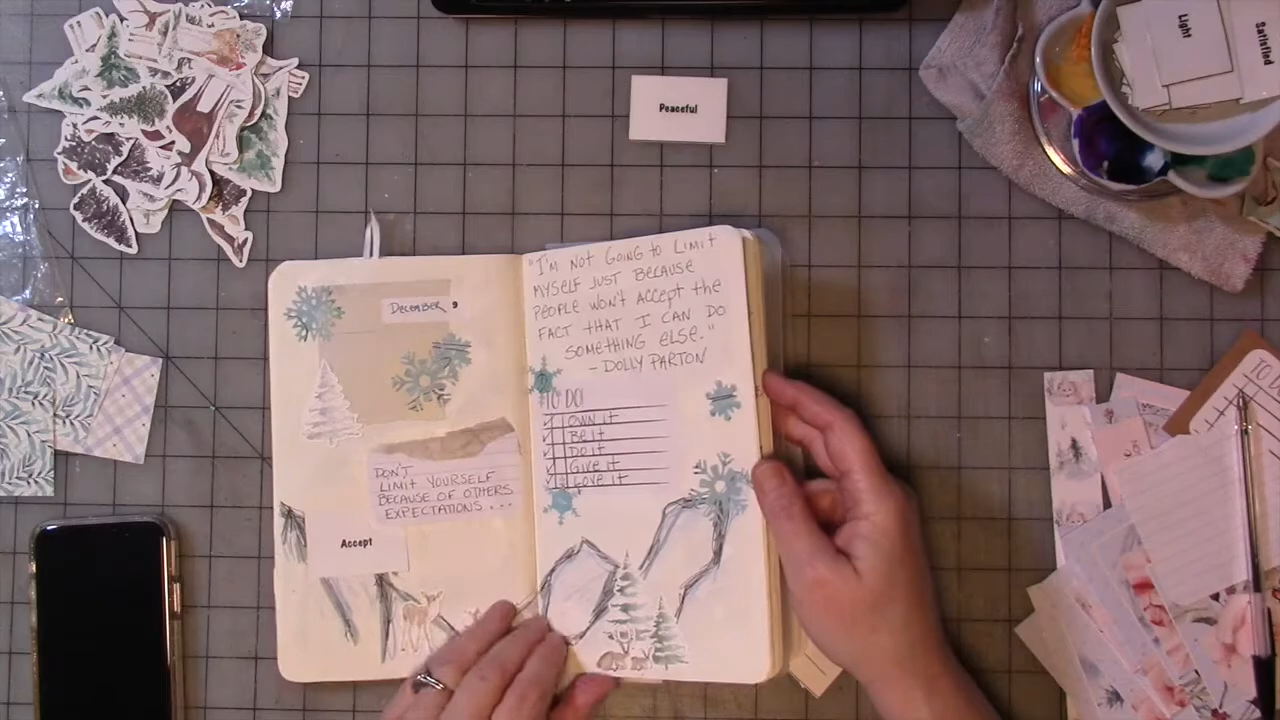 Light
Satisfied
Peaceful
DECEMBER 9
DON'T
LIMIT YOURSELF
BECAUSE OF OTHERS
EXPECTATIONS...
Accept
"I'M NOT GOING TO LIMIT
MYSELF JUST BECAUSE
PEOPLE WON'T ACCEPT THE
FACT THAT I CAN DO
SOMETHING ELSE."
-DOLLY PARTON
TO DO
OWN IT
Be it
Do it
Give it
Love it
TO D